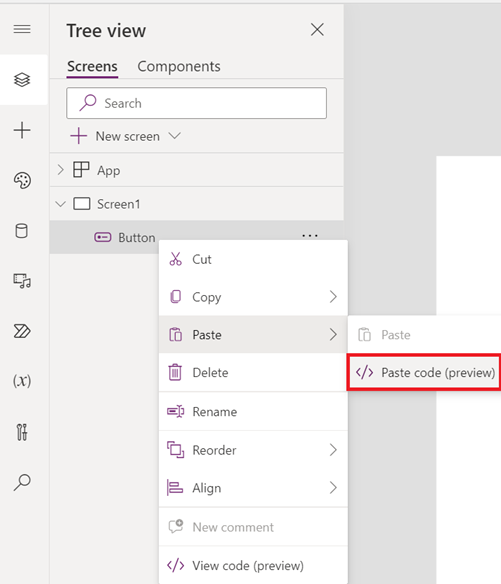 Tree view
Screens Components
Search
New screen
App
Screen1
Button
Cut
Copy
Paste
Paste
Paste code (preview)
Delete
Rename
Reorder
Align
New comment
View code (preview)
(x)